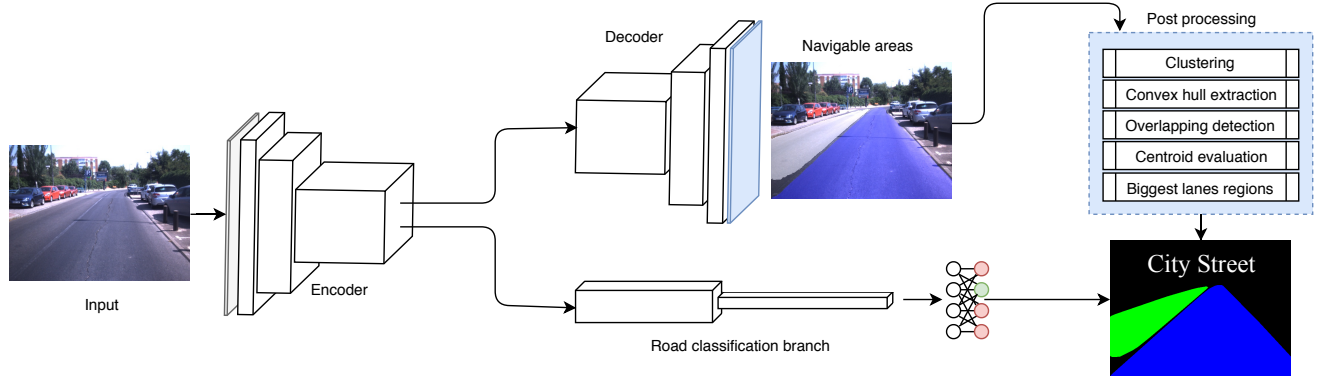 Input
Encoder
Decoder
Navigable areas
Post processing
Clustering
Convex hull extraction
Overlapping detection
Centroid evaluation
Biggest lanes regions
Road classification branch
City Street